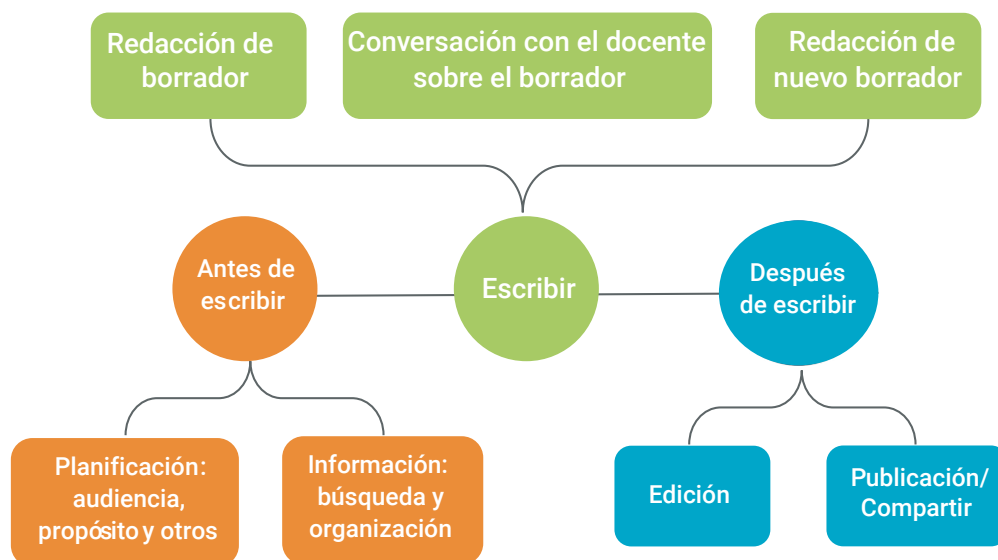 Redacción de
borrador
Conversación con el docente
sobre el borrador
Redacción de
nuevo borrador
Antes de
escribir
Escribir
Después
de escribir
Planificación:
audiencia,
propósito y otros
Información:
búsqueda y
organización
Edición
Publicación/
Compartir